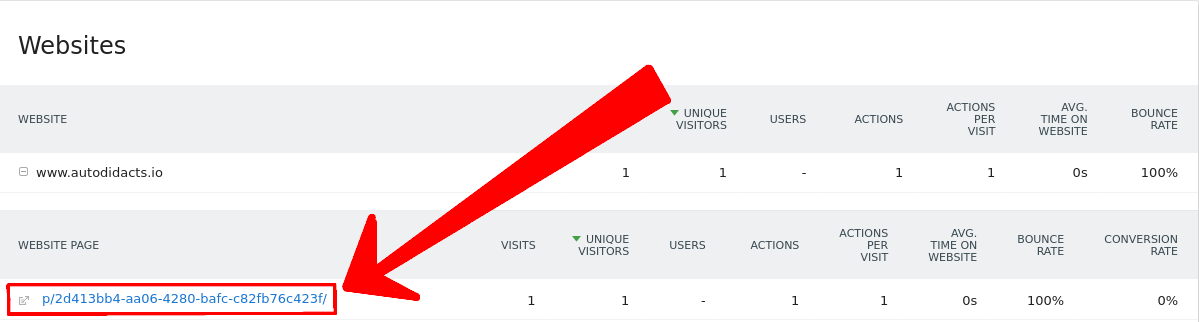 Websites
WEBSITE UNIQUE VISITORS USERS ACTIONS ACTIONS PER VISIT AVG. TIME ON WEBSITE BOUNCE RATE
www.autodidacts.io 1 1 - 1 1 0s 100%
WEBSITE PAGE VISITS UNIQUE VISITORS USERS ACTIONS ACTIONS PER VISIT AVG. TIME ON WEBSITE BOUNCE RATE CONVERSION RATE
p/2d413bb4-aa06-4280-bafc-c82fb76c423f/ 1 1 - 1 1 0s 100% 0%